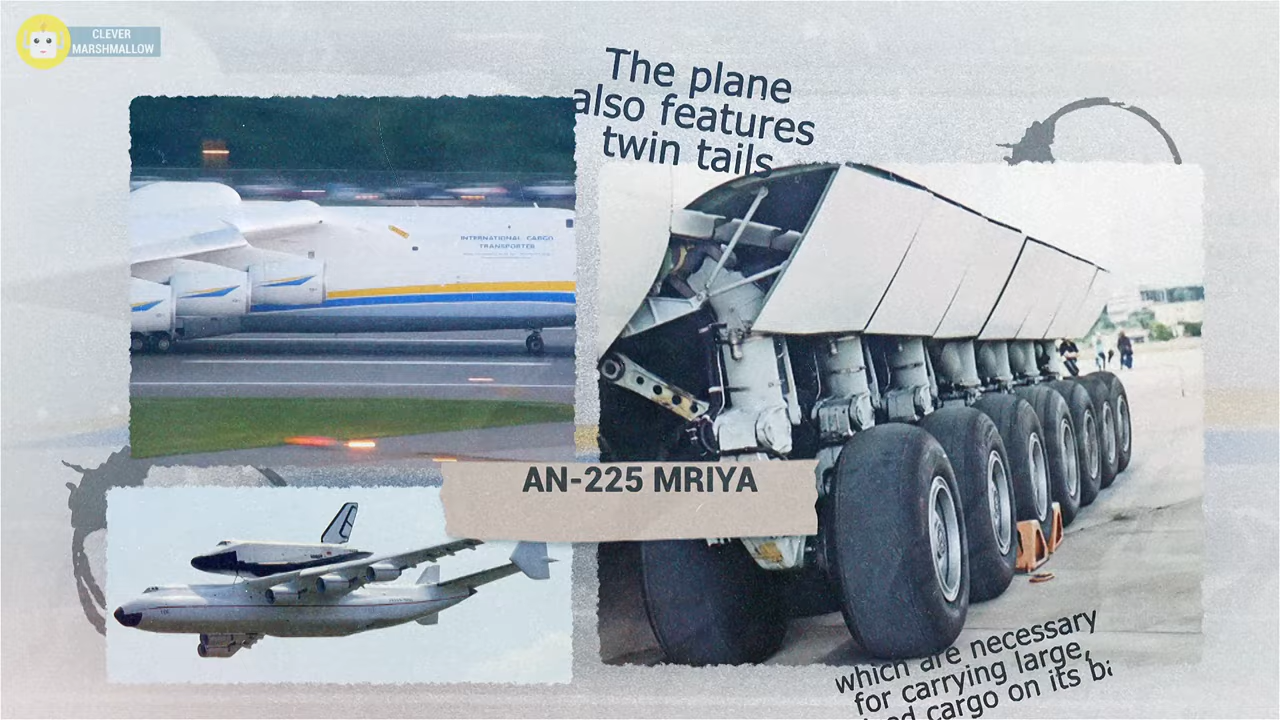 CLEVER
MARSHMALLOW
The plane
also features
twin tails
INTERNATIONAL CARGO
TRANSPORTER
AN-225 MRIYA
which are necessary
for carrying large,
cargo on its